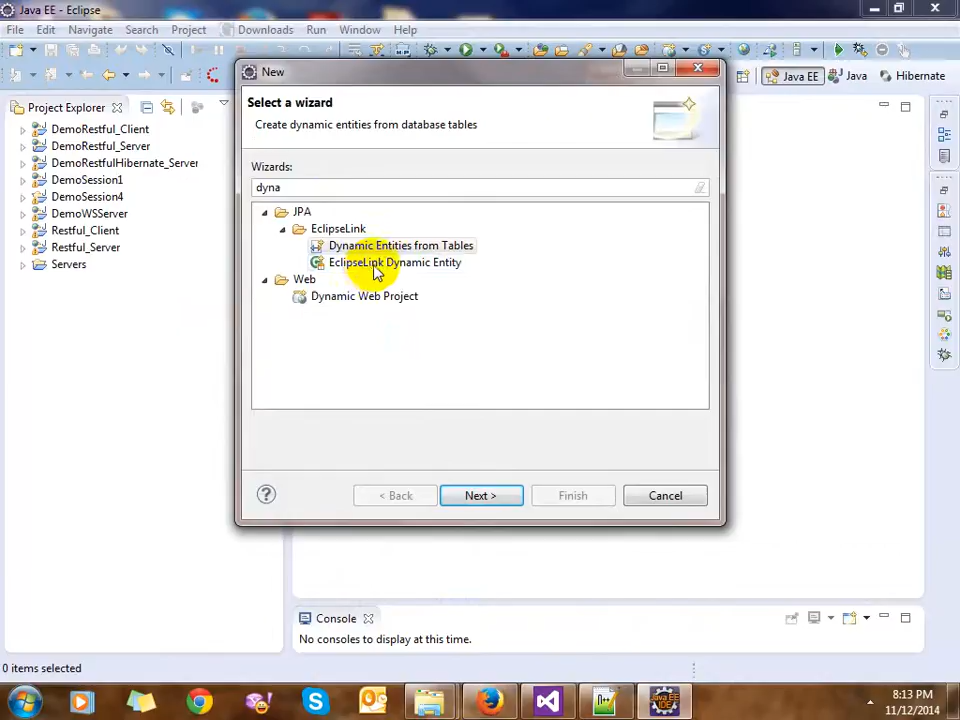 Java EE - Eclipse
File Edit Navigate Search Project Downloads Run Window Help
Java EE Java Hibernate
Project Explorer
DemoRestful_Client
DemoRestful_Server
DemoRestfulHibernate_Server
DemoSession1
DemoSession4
DemoWSServer
Restful_Client
Restful_Server
Servers
New
Select a wizard
Create dynamic entities from database tables
Wizards:
dyna
JPA
EclipseLink
Dynamic Entities from Tables
EclipseLink Dynamic Entity
Web
Dynamic Web Project
? < Back Next > Finish Cancel
Console
No consoles to display at this time.
0 items selected
8:13 PM
11/12/2014